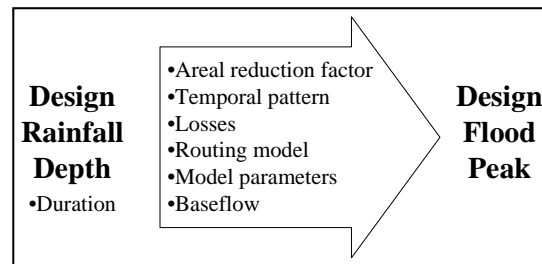 Design
Rainfall
Depth
•Duration
•Areal reduction factor
•Temporal pattern
•Losses
•Routing model
•Model parameters
•Baseflow
Design
Flood
Peak